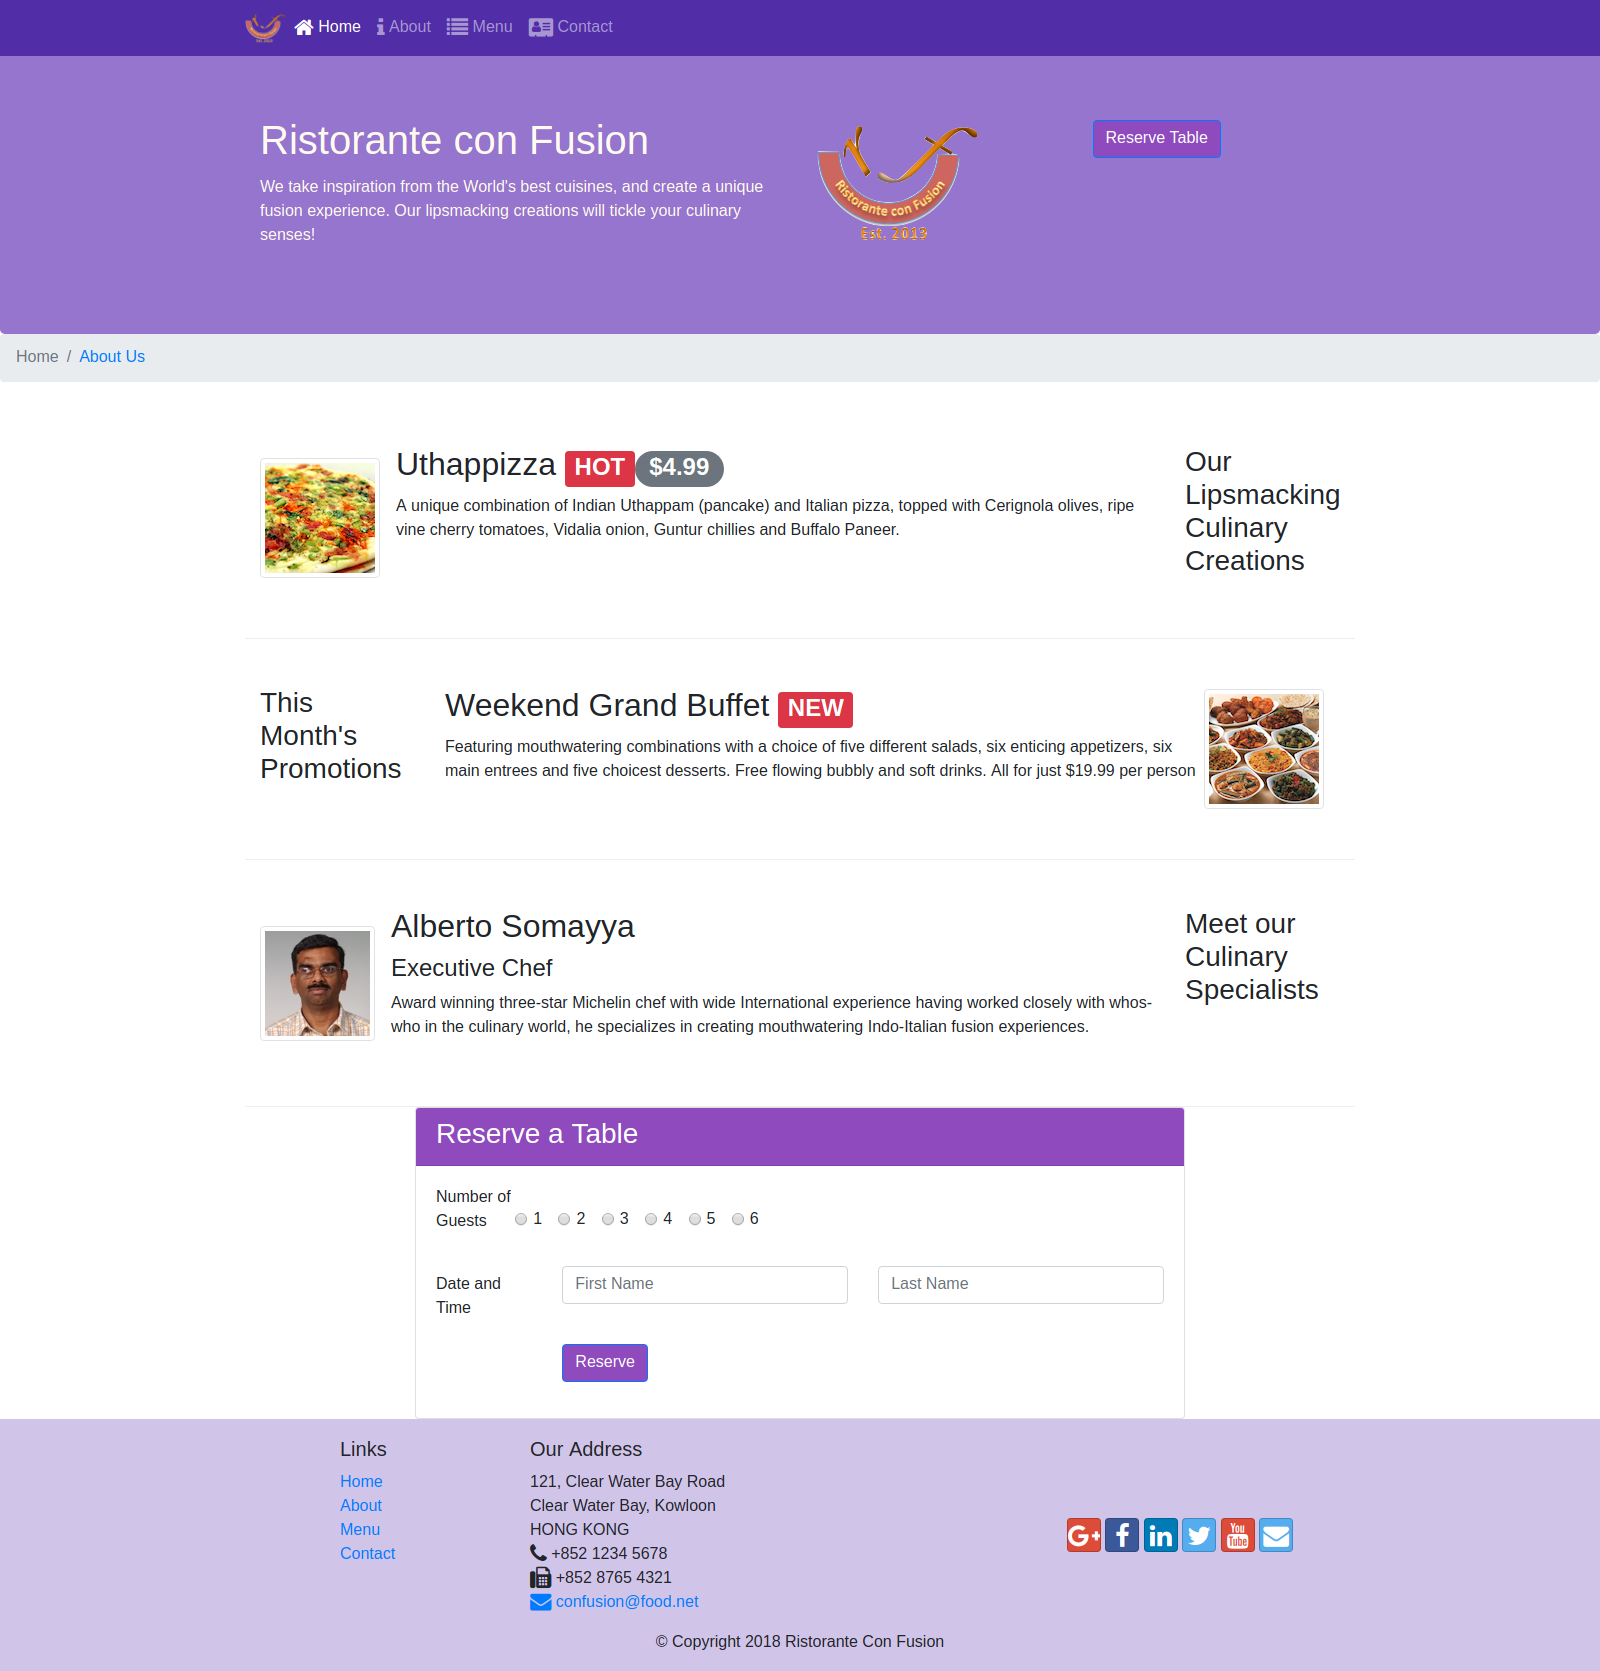 Home About Menu Contact
Ristorante con Fusion
We take inspiration from the World's best cuisines, and create a unique
fusion experience. Our lipsmacking creations will tickle your culinary
senses!
Ristorante con Fusion
Est. 2013
Reserve Table
Home / About Us
Uthappizza HOT $4.99
A unique combination of Indian Uthappam (pancake) and Italian pizza, topped with Cerignola olives, ripe
vine cherry tomatoes, Vidalia onion, Guntur chillies and Buffalo Paneer.
Our
Lipsmacking
Culinary
Creations
This
Month's
Promotions
Weekend Grand Buffet NEW
Featuring mouthwatering combinations with a choice of five different salads, six enticing appetizers, six
main entrees and five choicest desserts. Free flowing bubbly and soft drinks. All for just $19.99 per person
Alberto Somayya
Executive Chef
Award winning three-star Michelin chef with wide International experience having worked closely with whos-
who in the culinary world, he specializes in creating mouthwatering Indo-Italian fusion experiences.
Meet our
Culinary
Specialists
Reserve a Table
Number of
Guests 1 2 3 4 5 6
Date and
Time
First Name Last Name
Reserve
Links
Home
About
Menu
Contact
Our Address
121, Clear Water Bay Road
Clear Water Bay, Kowloon
HONG KONG
+852 1234 5678
+852 8765 4321
confusion@food.net
G+ f in You Tube
© Copyright 2018 Ristorante Con Fusion